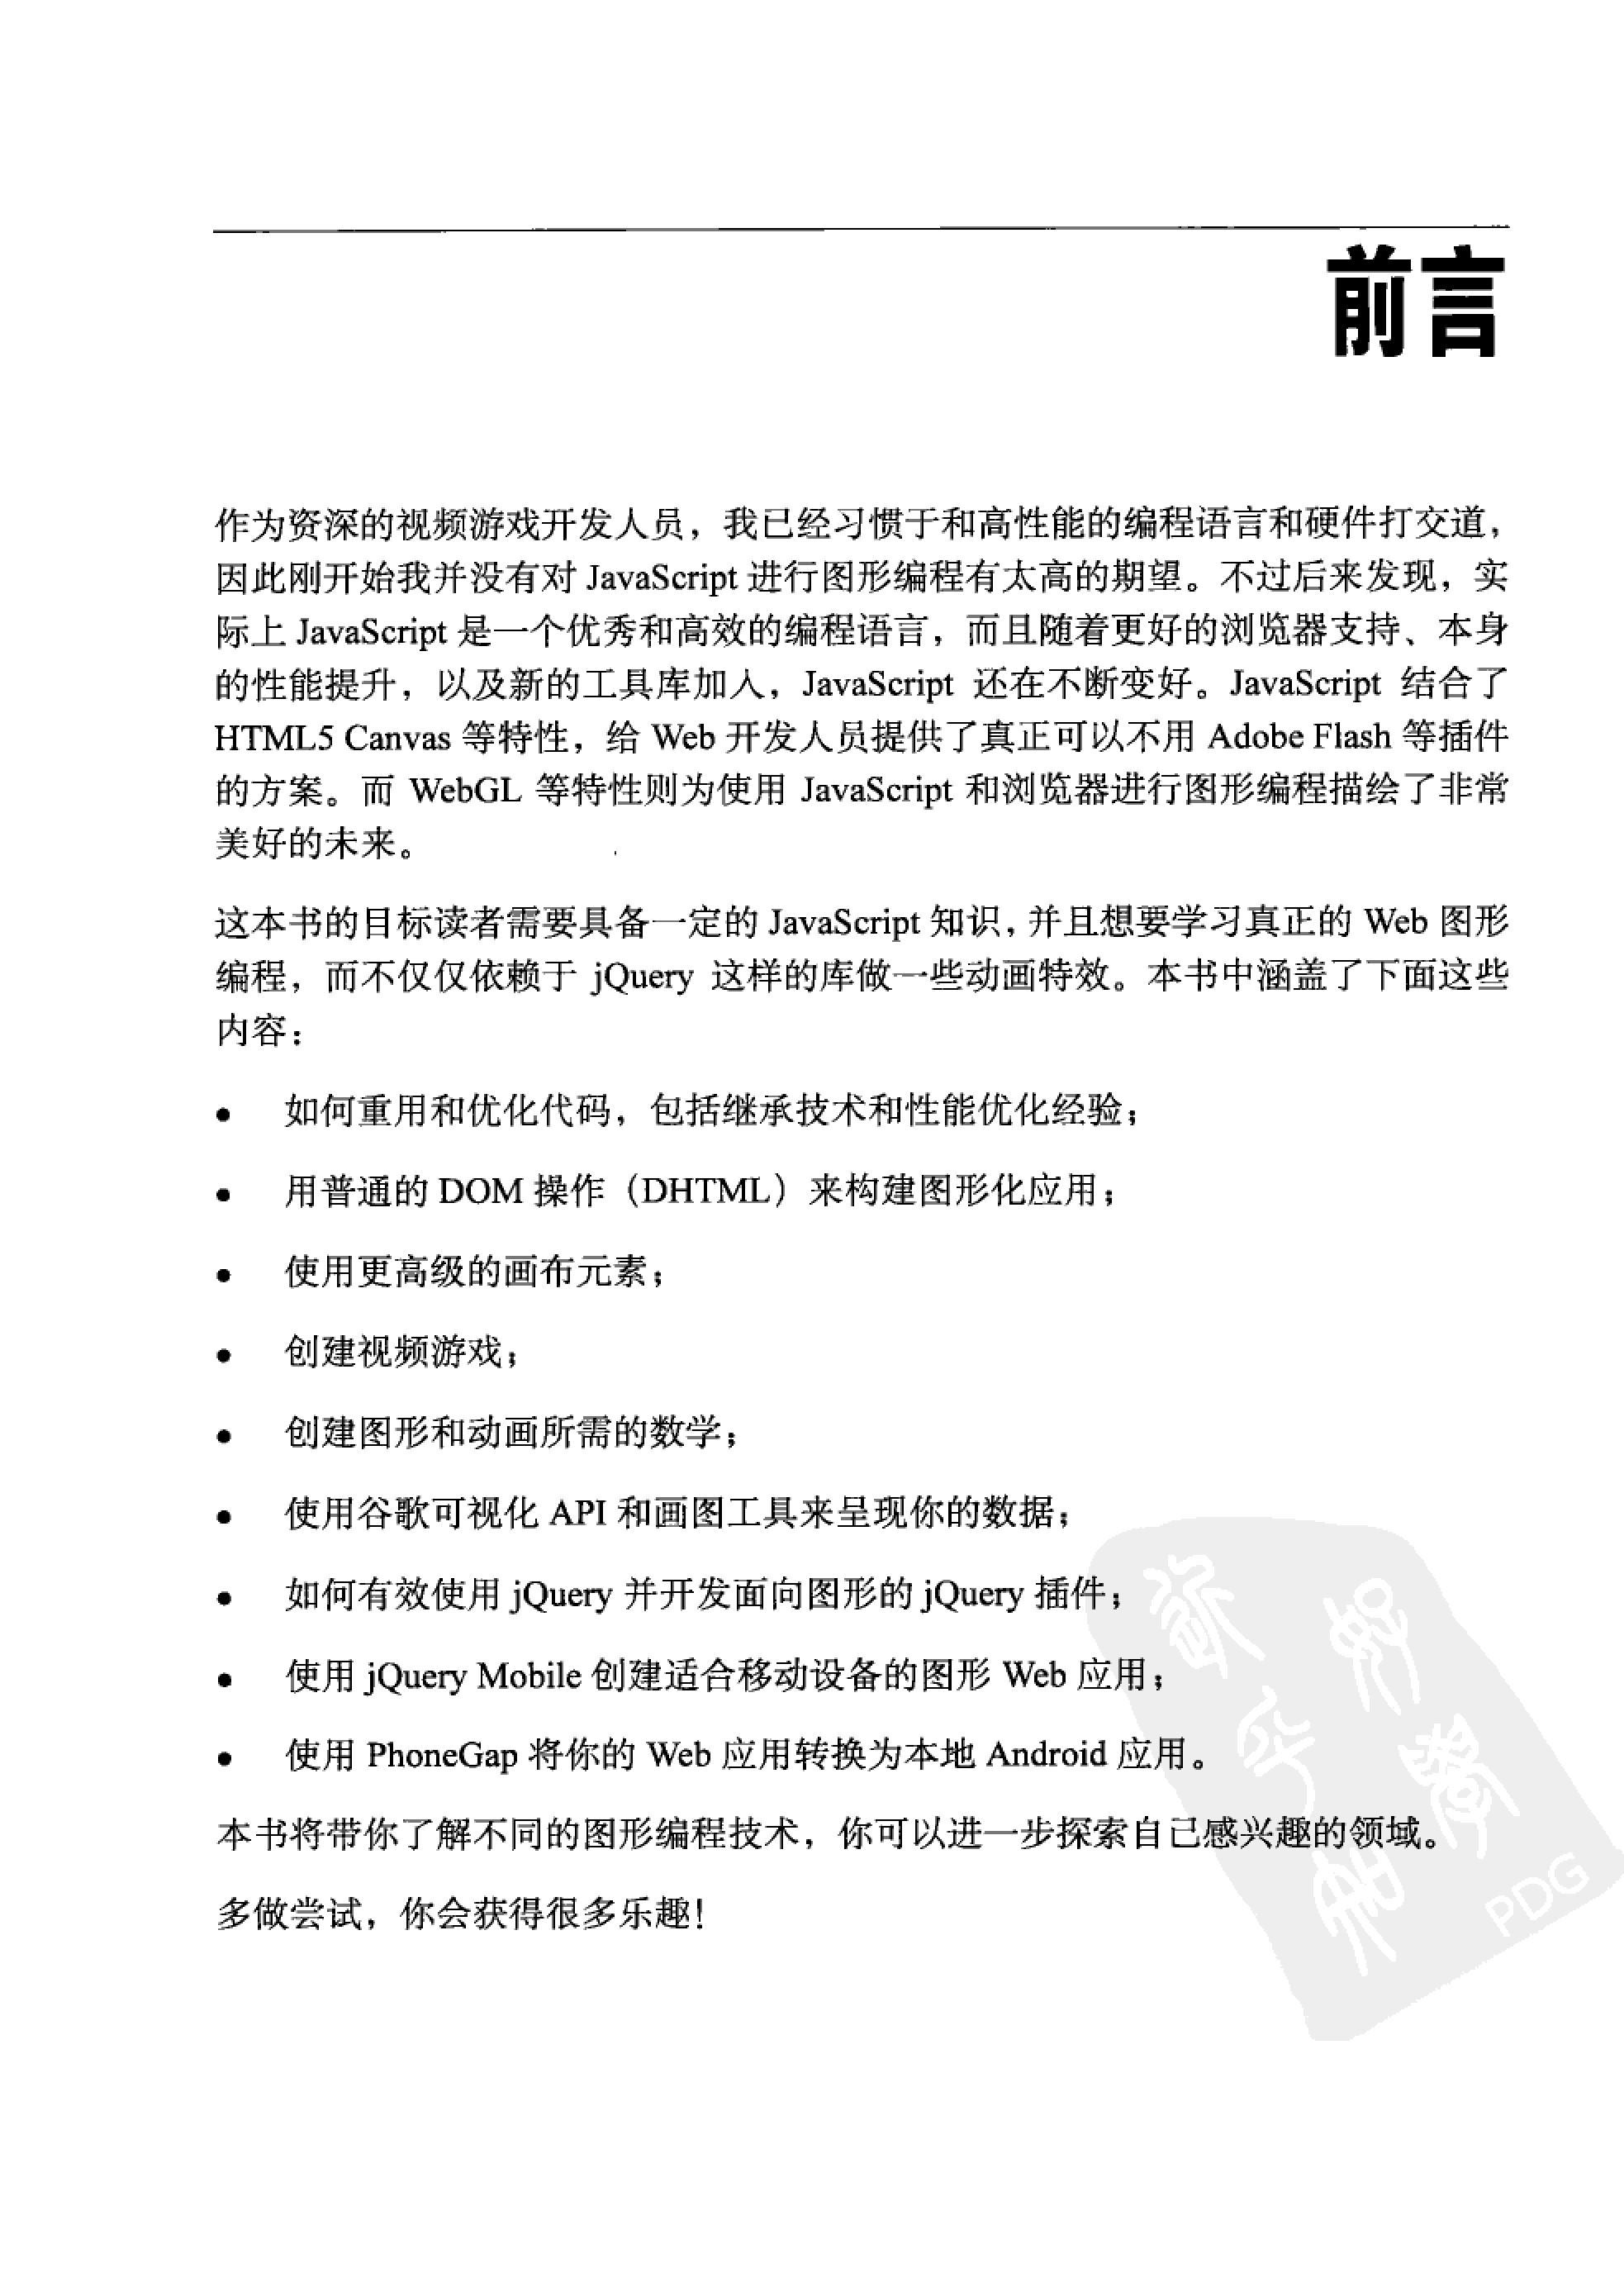 前言
作为资深的视频游戏开发人员，我已经习惯于和高性能的编程语言和硬件打交道，
因此刚开始我并没有对 JavaScript 进行图形编程有太高的期望。不过后来发现，实
际上 JavaScript 是一个优秀和高效的编程语言，而且随着更好的浏览器支持、本身
的性能提升，以及新的工具库加入，JavaScript 还在不断变好。JavaScript 结合了
HTML5 Canvas 等特性，给 Web 开发人员提供了真正可以不用 Adobe Flash 等插件
的方案。而 WebGL 等特性则为使用 JavaScript 和浏览器进行图形编程描绘了非常
美好的未来。
这本书的目标读者需要具备一定的 JavaScript 知识，并且想要学习真正的 Web 图形
编程，而不仅仅依赖于 jQuery 这样的库做一些动画特效。本书中涵盖了下面这些
内容：
• 如何重用和优化代码，包括继承技术和性能优化经验；
• 用普通的 DOM 操作（DHTML）来构建图形化应用；
• 使用更高级的画布元素；
• 创建视频游戏；
• 创建图形和动画所需的数学；
• 使用谷歌可视化 API 和画图工具来呈现你的数据；
• 如何有效使用 jQuery 并开发面向图形的 jQuery 插件；
• 使用 jQuery Mobile 创建适合移动设备的图形 Web 应用；
• 使用 PhoneGap 将你的 Web 应用转换为本地 Android 应用。
本书将带你了解不同的图形编程技术，你可以进一步探索自己感兴趣的领域。
多做尝试，你会获得很多乐趣！
PDG